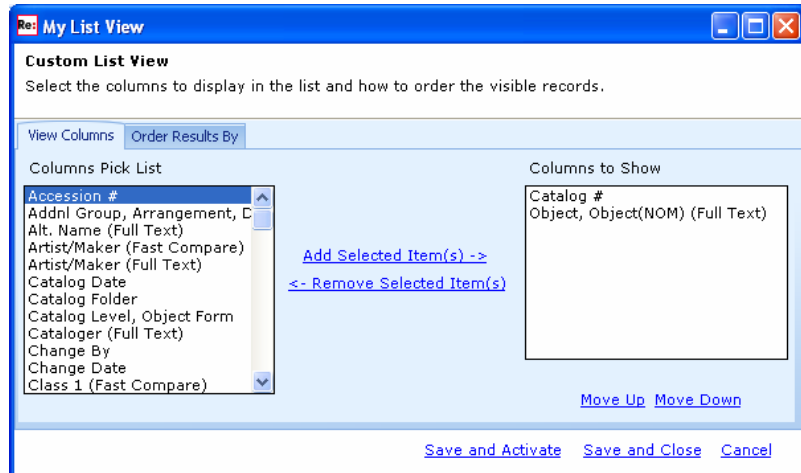 Re: My List View
Custom List View
Select the columns to display in the list and how to order the visible records.
View Columns
Order Results By
Columns Pick List
Accession #
Addnl Group, Arrangement, D
Alt. Name (Full Text)
Artist/Maker (Fast Compare)
Artist/Maker (Full Text)
Catalog Date
Catalog Folder
Catalog Level, Object Form
Cataloger (Full Text)
Change By
Change Date
Class 1 (Fast Compare)
Add Selected Item(s) ->
<- Remove Selected Item(s)
Columns to Show
Catalog #
Object, Object(NOM) (Full Text)
Move Up Move Down
Save and Activate Save and Close Cancel